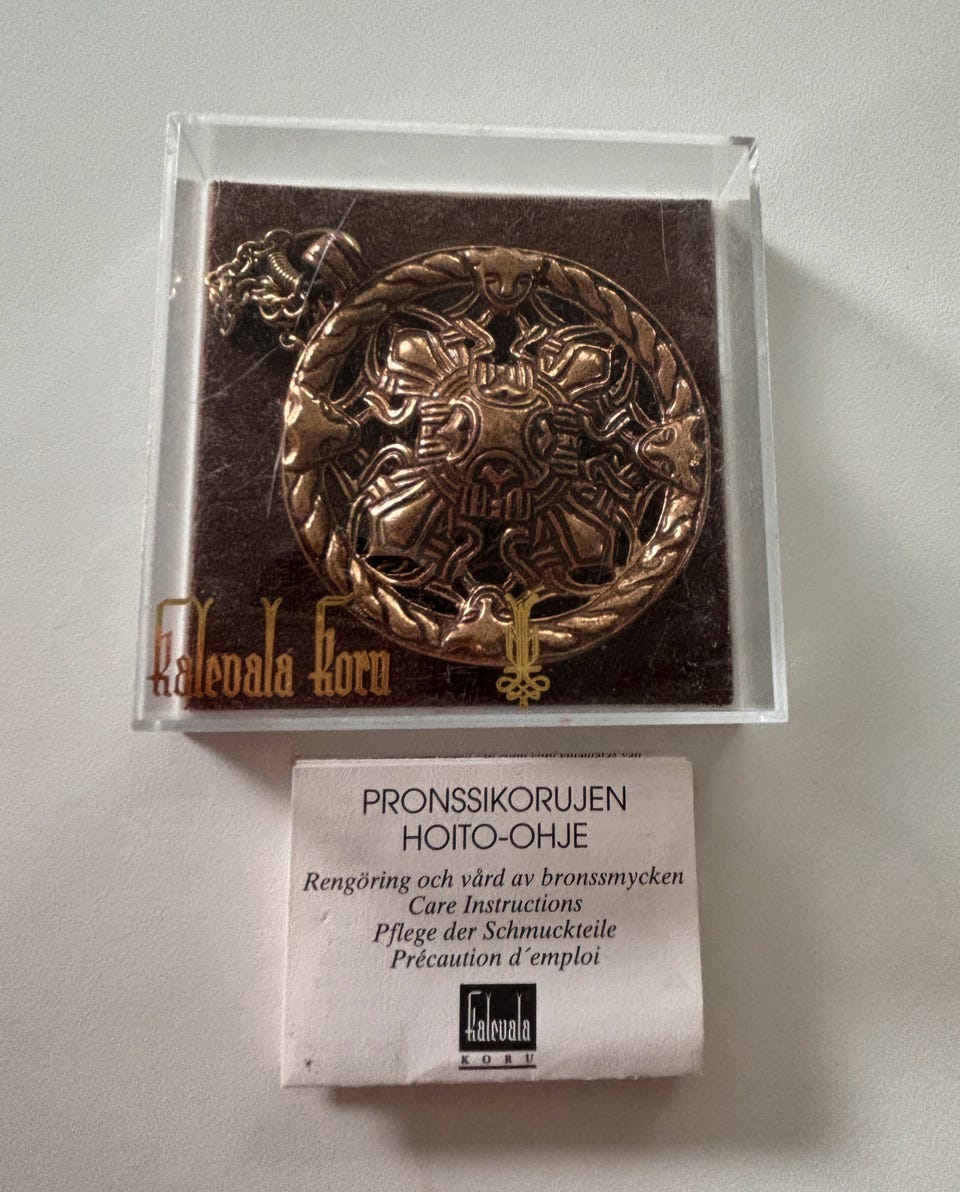 Kalevala Koru
PRONSSIKORUJEN
HOITO-OHJE
Rengöring och vård av bronssmycken
Care Instructions
Pflege der Schmuckteile
Précaution d´emploi
Kalevala
KORU